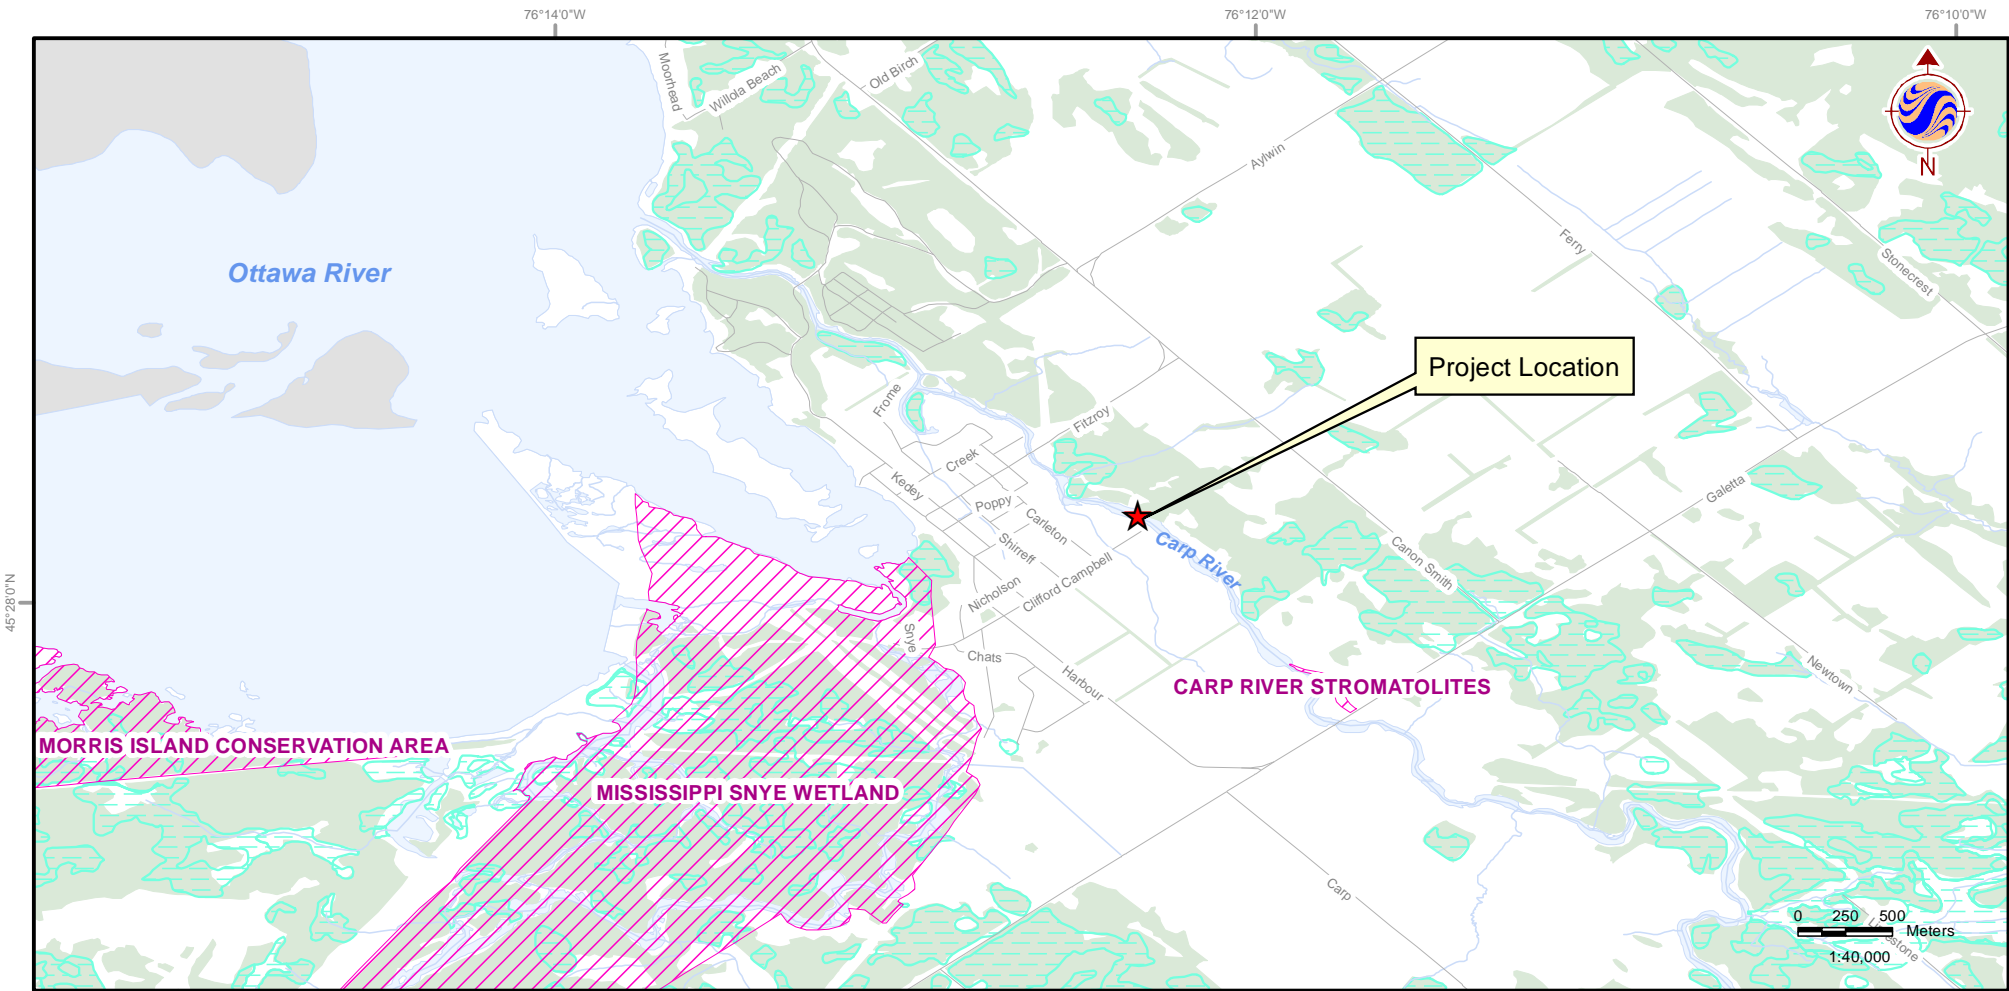 76°14'0"W
76°12'0"W
76°10'0"W
Moorhead
Willola Beach
Old Birch
Aylwin
N
Ferry
Stonecrest
Ottawa River
Project Location
Frome
Fitzroy
Creek
Kedey
Poppy
Carleton
Shirreff
Galetta
Carp River
Canon Smith
Nicholson
Clifford Campbell
45°28'0"N
Snye
Chats
Harbour
Newtown
CARP RIVER STROMATOLITES
MORRIS ISLAND CONSERVATION AREA
MISSISSIPPI SNYE WETLAND
Carp
0 250 500
Meters
Limestone
1:40,000